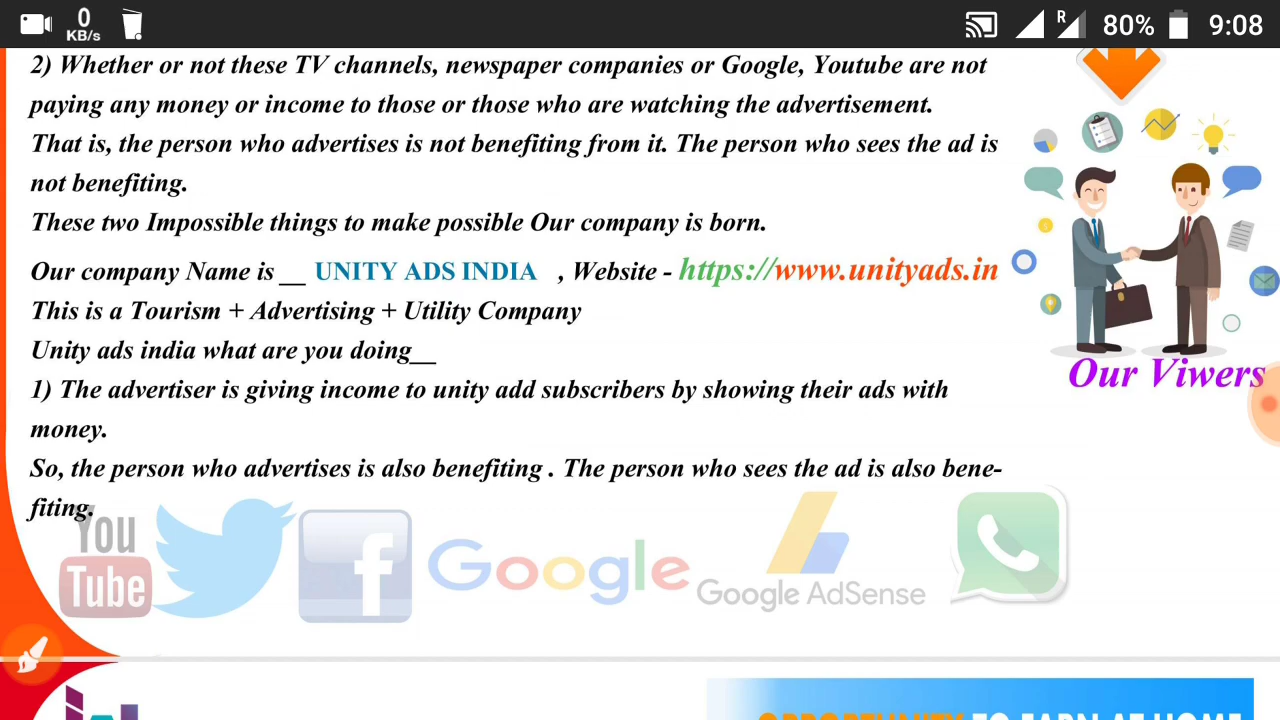 0
KB/s
R
80%
9:08
2) Whether or not these TV channels, newspaper companies or Google, Youtube are not
paying any money or income to those or those who are watching the advertisement.
That is, the person who advertises is not benefiting from it. The person who sees the ad is
not benefiting.
These two Impossible things to make possible Our company is born.
Our company Name is __ UNITY ADS INDIA , Website - https://www.unityads.in
This is a Tourism + Advertising + Utility Company
Unity ads india what are you doing__
1) The advertiser is giving income to unity add subscribers by showing their ads with
money.
So, the person who advertises is also benefiting . The person who sees the ad is also bene-
fiting.
Our Viwers
You
Tube
f
Google
Google AdSense
OPPORTUNITY TO EARN AT HOME